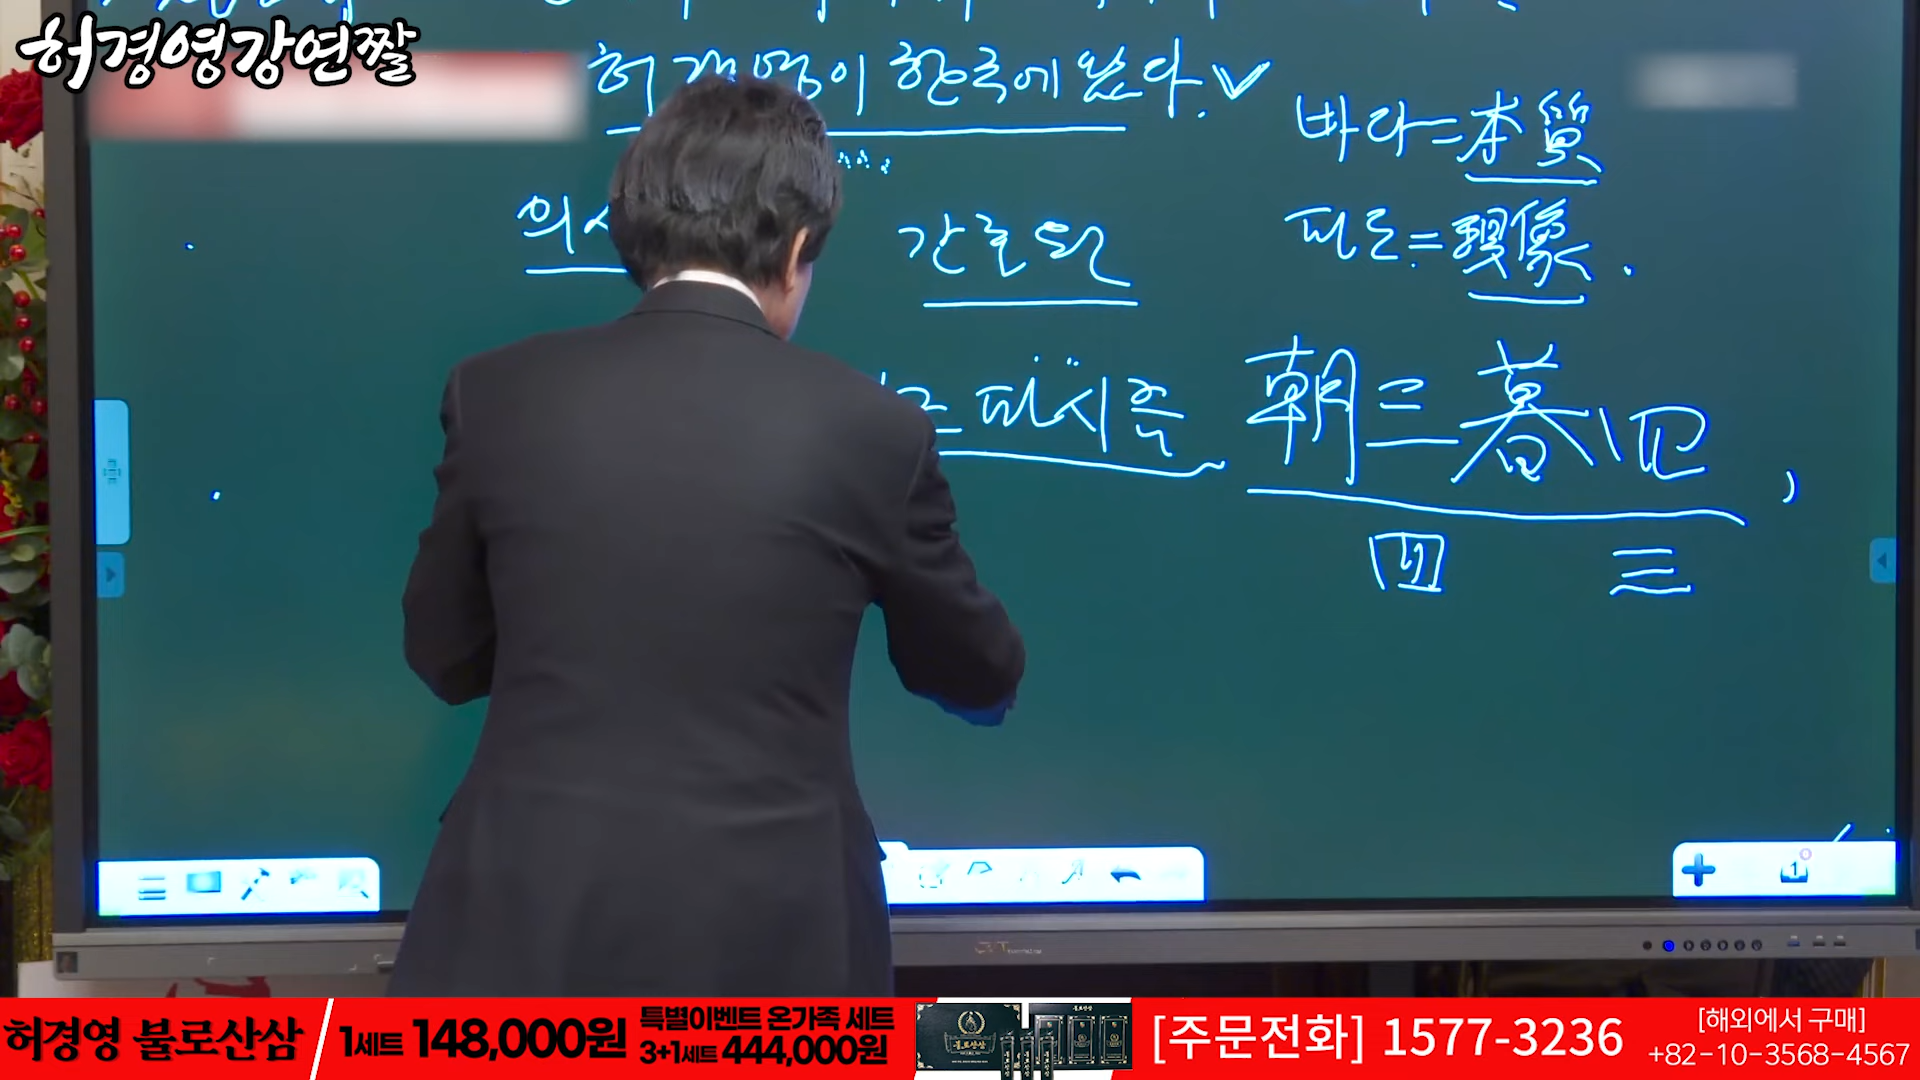 허경영강연짤
허경영이 한국에 왔다.
바다=本質
의사 간호원
파도=現象.
朝三暮四,
四 三
허경영 불로산삼
1세트 148,000원
특별이벤트 온가족 세트
3+1세트 444,000원
[주문전화] 1577-3236
[해외에서 구매]
+82-10-3568-4567